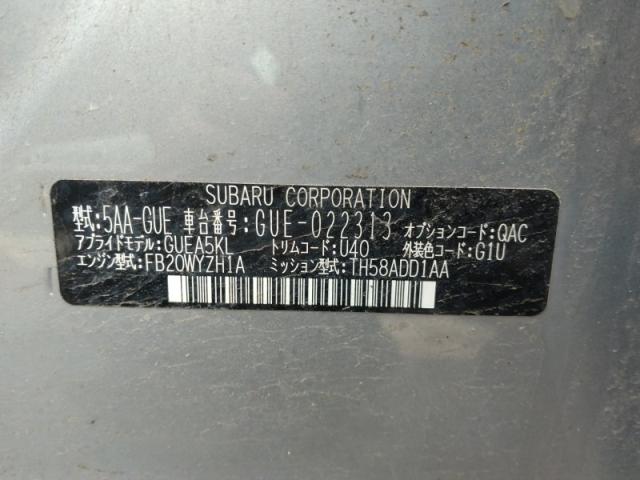 SUBARU CORPORATION
型式:5AA-GUE 車台番号:GUE-022313 オプションコード:QAC
アプライドモデル:GUEA5KL トリムコード:U40 外装色コード:G1U
エンジン型式:FB20WYZH1A ミッション型式:TH58ADD1AA